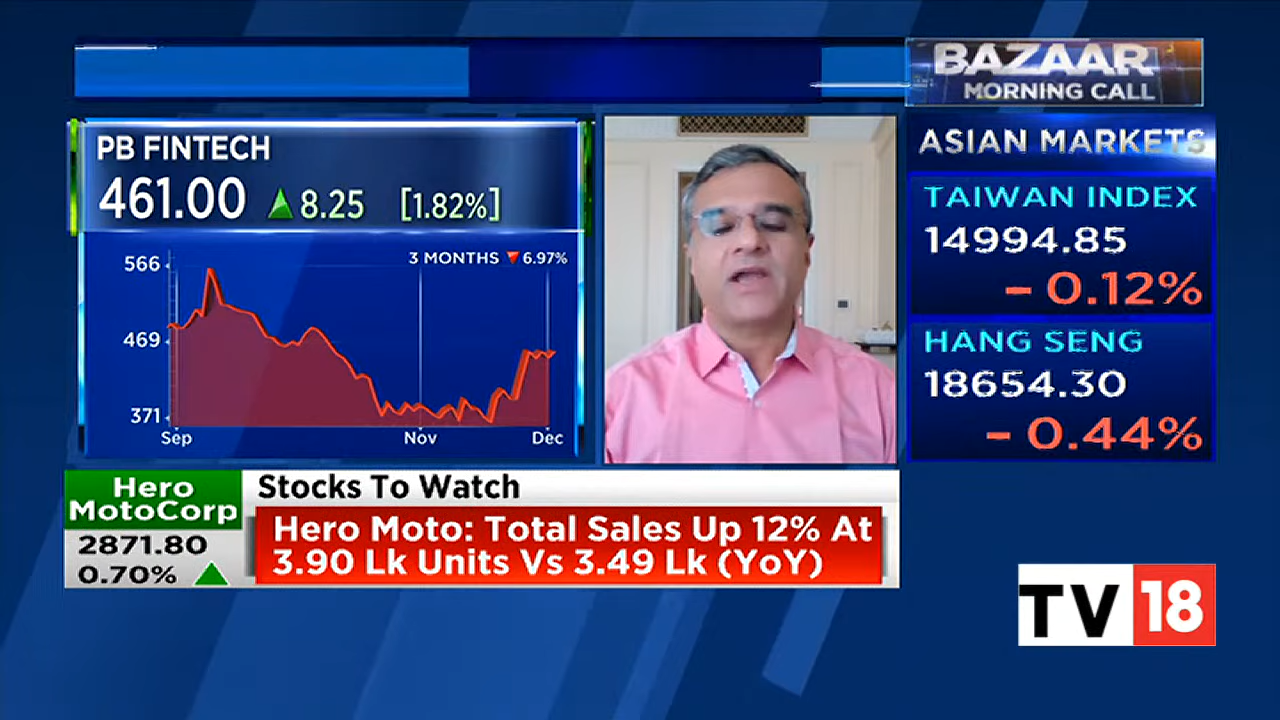 BAZAAR
MORNING CALL
PB FINTECH
461.00 ▲ 8.25 [1.82%]
3 MONTHS ▼ 6.97%
566
469
371
Sep Nov Dec
ASIAN MARKETS
TAIWAN INDEX
14994.85
- 0.12%
HANG SENG
18654.30
- 0.44%
Hero
MotoCorp
2871.80
0.70% ▲
Stocks To Watch
Hero Moto: Total Sales Up 12% At
3.90 Lk Units Vs 3.49 Lk (YoY)
TV18